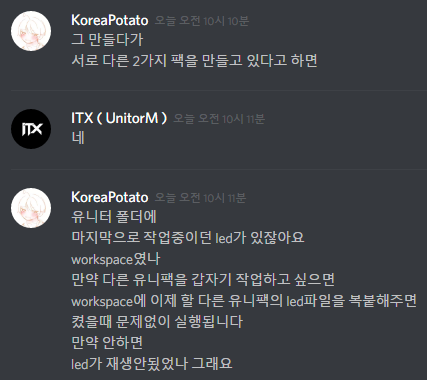 KoreaPotato 오늘 오전 10시 10분
그 만들다가
서로 다른 2가지 팩을 만들고 있다고 하면
ITX ( UnitorM ) 오늘 오전 10시 11분
ITX
네
KoreaPotato 오늘 오전 10시 11분
유니터 폴더에
마지막으로 작업중이던 led가 있잖아요
workspace였나
만약 다른 유니팩을 갑자기 작업하고 싶으면
workspace에 이제 할 다른 유니팩의 led파일을 복붙해주면
켰을때 문제없이 실행됩니다
만약 안하면
led가 재생안됬었나 그래요